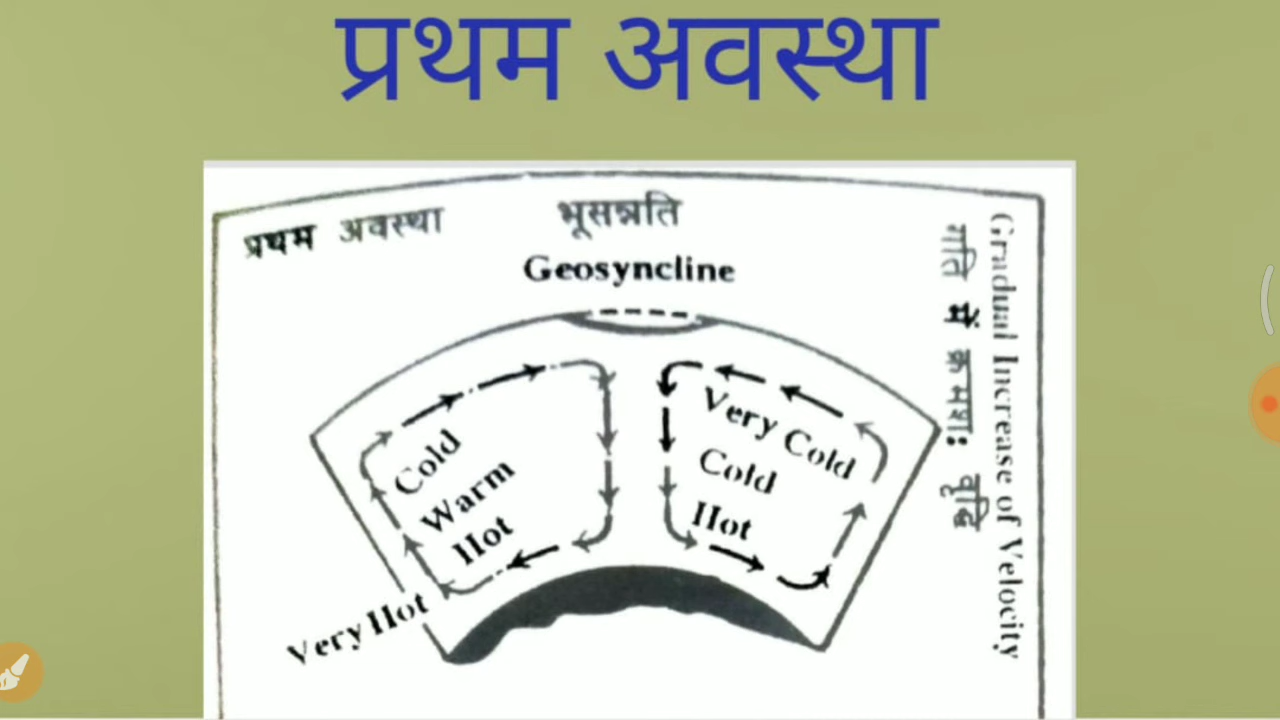 प्रथम अवस्था
प्रथम अवस्था
भूसन्नति
Geosyncline
Cold
Warm
Hot
Very Hot
Very Cold
Cold
Hot
गति में क्रमशः वृद्धि
Gradual Increase of Velocity